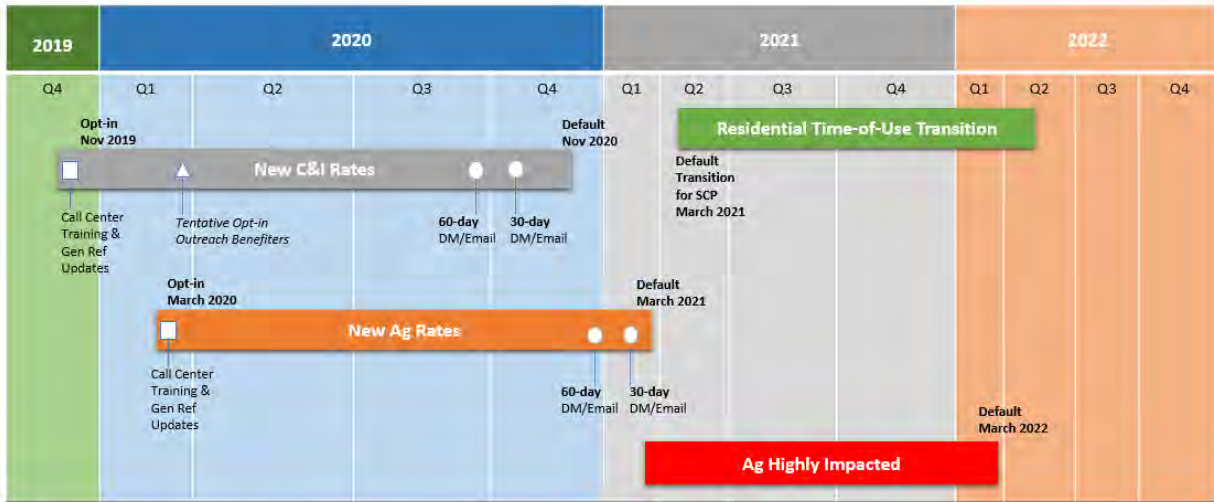 2019
2020
2021
2022
Q4
Q1
Q2
Q3
Q4
Q1
Q2
Q3
Q4
Q1
Q2
Q3
Q4
Residential Time-of-Use Transition
Opt-in
Nov 2019
Default
Nov 2020
New C&I Rates
Default
Transition
for SCP
March 2021
Call Center
Training &
Gen Ref
Updates
Tentative Opt-in
Outreach Benefiters
60-day
DM/Email
30-day
DM/Email
Opt-in
March 2020
Default
March 2021
New Ag Rates
Call Center
Training &
Gen Ref
Updates
60-day
DM/Email
30-day
DM/Email
Default
March 2022
Ag Highly Impacted